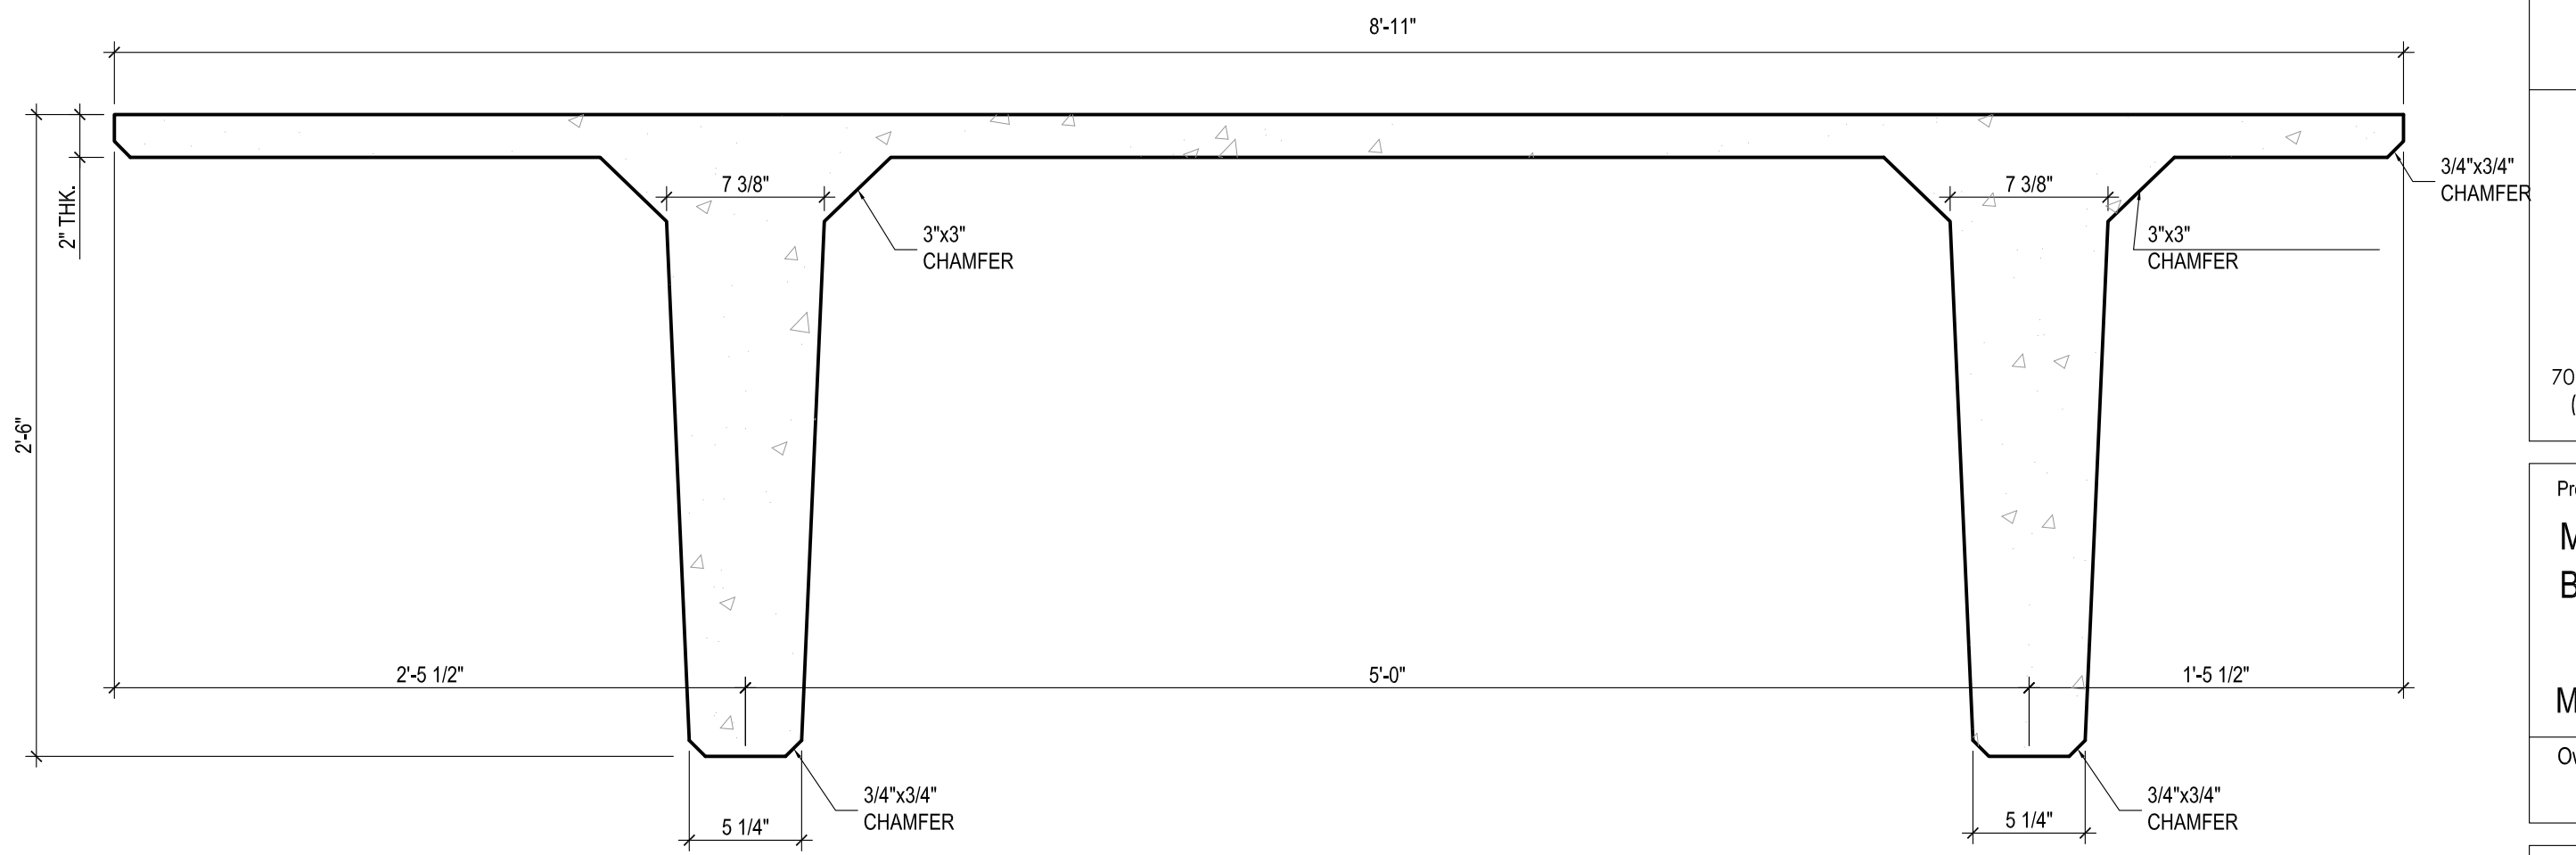 8'-11"
2" THK.
2'-6"
7 3/8"
3"x3"
CHAMFER
7 3/8"
3"x3"
CHAMFER
3/4"x3/4"
CHAMFER
2'-5 1/2"
5'-0"
1'-5 1/2"
3/4"x3/4"
CHAMFER
5 1/4"
3/4"x3/4"
CHAMFER
5 1/4"
70
(
M
B
M